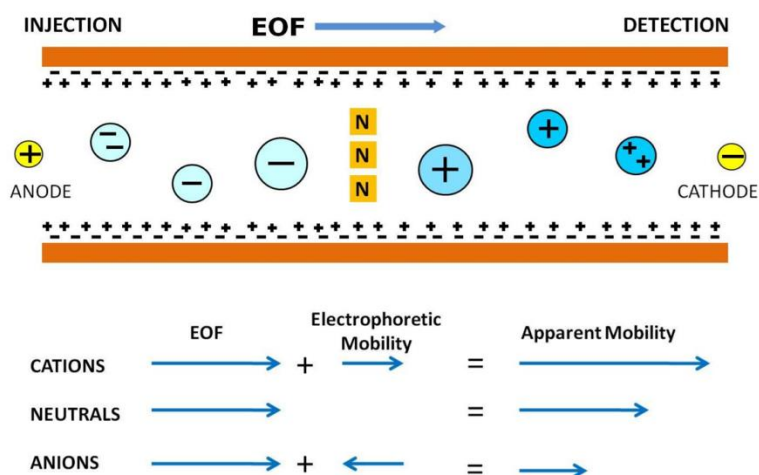 INJECTION EOF DETECTION
N
N
N
ANODE CATHODE
EOF Electrophoretic Mobility Apparent Mobility
CATIONS + =
NEUTRALS =
ANIONS + =